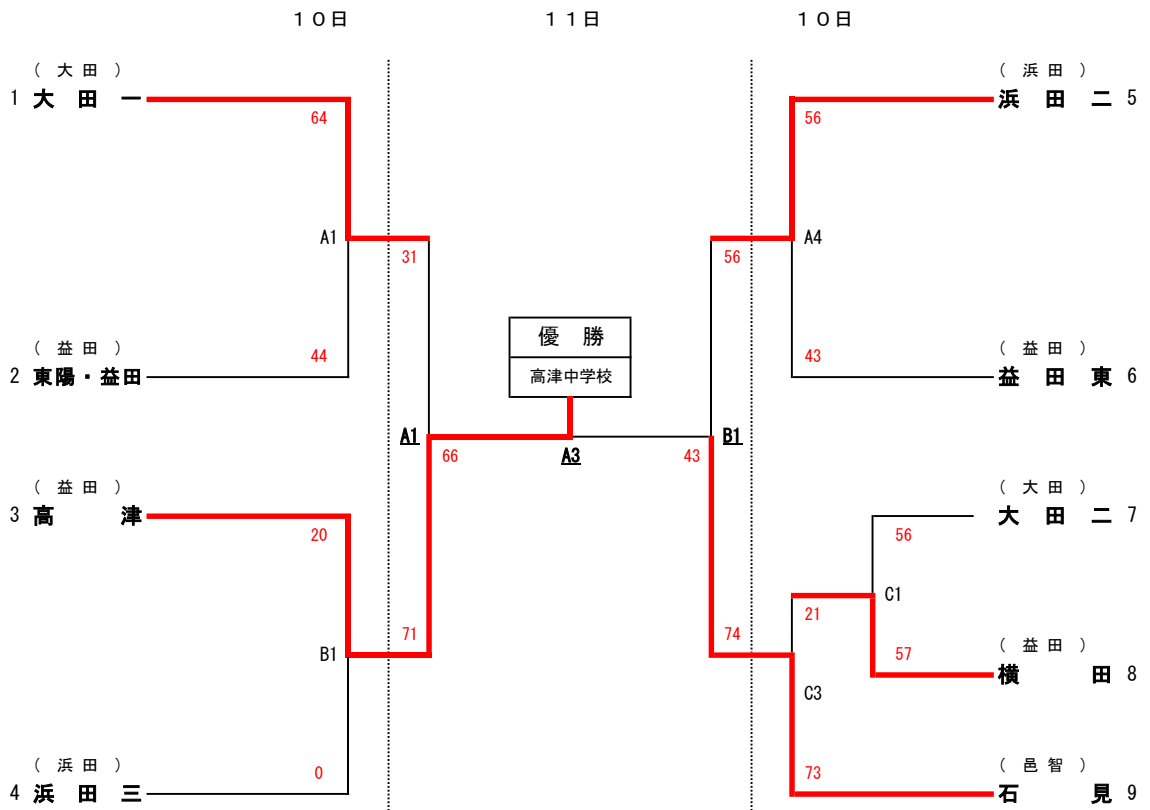 １０日 １１日 １０日
( 大田 ) ( 浜田 )
1 大田一 浜田二 5
64 56
A1 A4
31 56
( 益田 ) 44 優勝 43 ( 益田 )
2 東陽・益田 高津中学校 益田東 6
A1 B1
66 A3 43
( 益田 ) ( 大田 )
3 高津 大田二 7
20 56
C1
21
71 74 57 ( 益田 )
B1 横田 8
C3
( 浜田 ) 0 73 ( 邑智 )
4 浜田三 石見 9